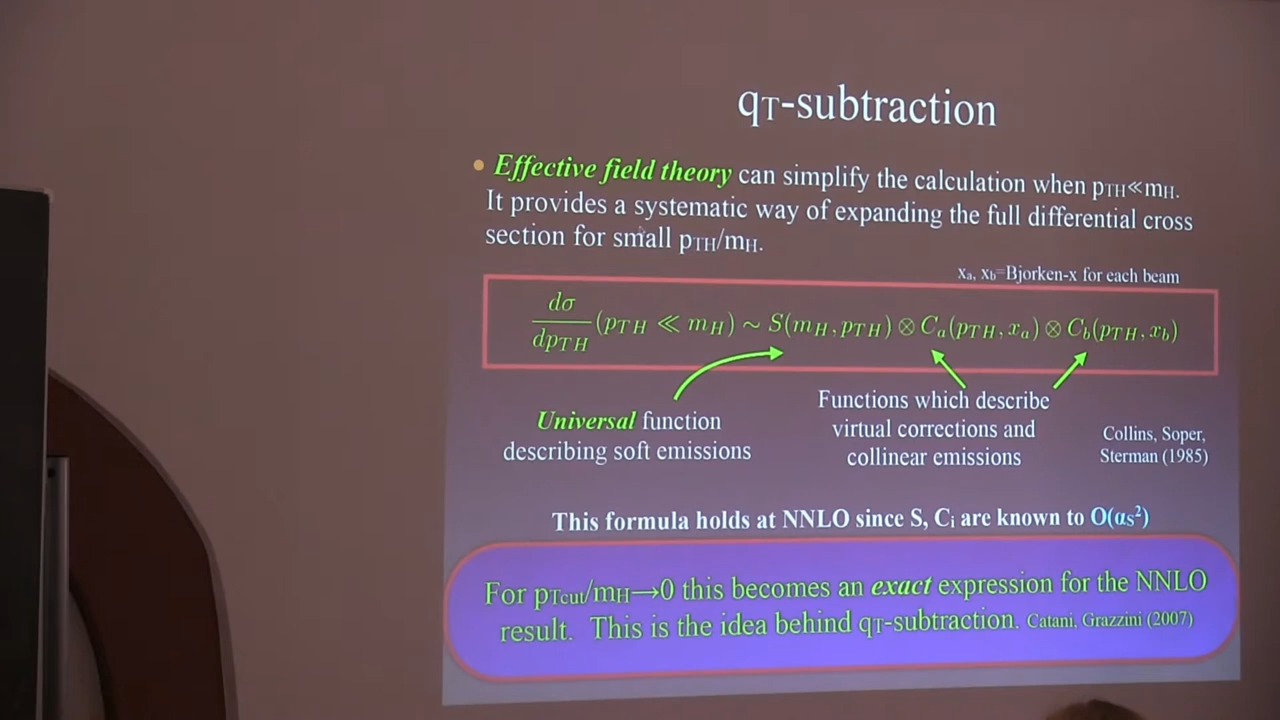 qT-subtraction
• Effective field theory can simplify the calculation when pTH≪mH.
It provides a systematic way of expanding the full differential cross
section for small pTH/mH.
xa, xb=Bjorken-x for each beam
dσ/dpTH (pTH ≪ mH) ∼ S(mH, pTH) ⊗ Ca(pTH, xa) ⊗ Cb(pTH, xb)
Universal function
describing soft emissions
Functions which describe
virtual corrections and
collinear emissions
Collins, Soper,
Sterman (1985)
This formula holds at NNLO since S, Ci are known to O(αs²)
For pTcut/mH→0 this becomes an exact expression for the NNLO
result. This is the idea behind qT-subtraction. Catani, Grazzini (2007)